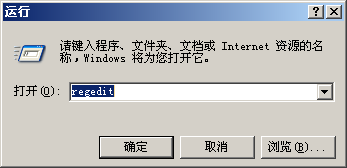 运行
请键入程序、文件夹、文档或 Internet 资源的名
称,Windows 将为您打开它。
打开(O): regedit
确定 取消 浏览(B)...